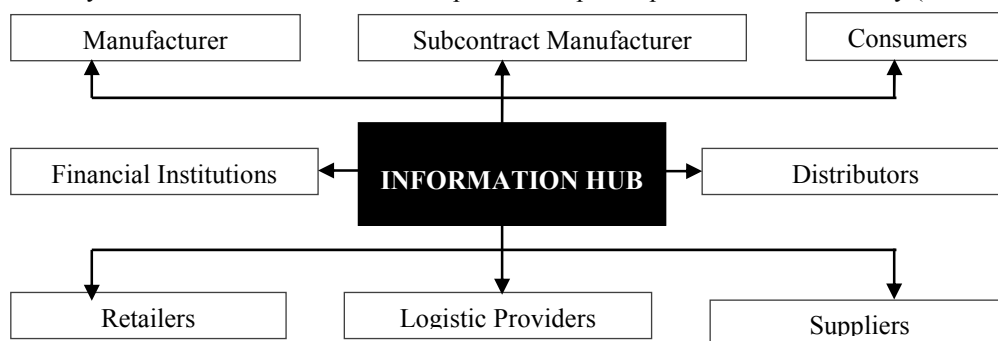 Manufacturer
Subcontract Manufacturer
Consumers
Financial Institutions
INFORMATION HUB
Distributors
Retailers
Logistic Providers
Suppliers